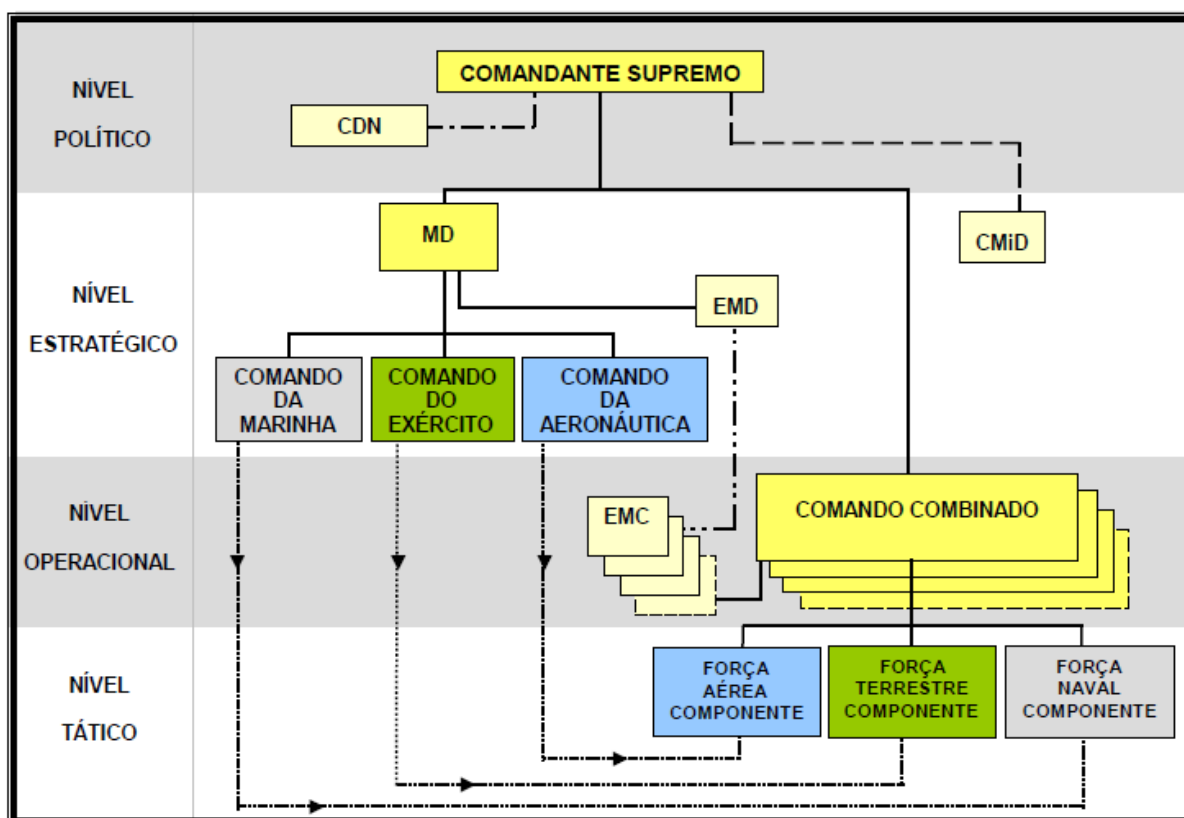 NÍVEL
POLÍTICO
COMANDANTE SUPREMO
CDN
NÍVEL
ESTRATÉGICO
MD
CMiD
EMD
COMANDO
DA
MARINHA
COMANDO
DO
EXÉRCITO
COMANDO
DA
AERONÁUTICA
NÍVEL
OPERACIONAL
EMC
COMANDO COMBINADO
NÍVEL
TÁTICO
FORÇA
AÉREA
COMPONENTE
FORÇA
TERRESTRE
COMPONENTE
FORÇA
NAVAL
COMPONENTE